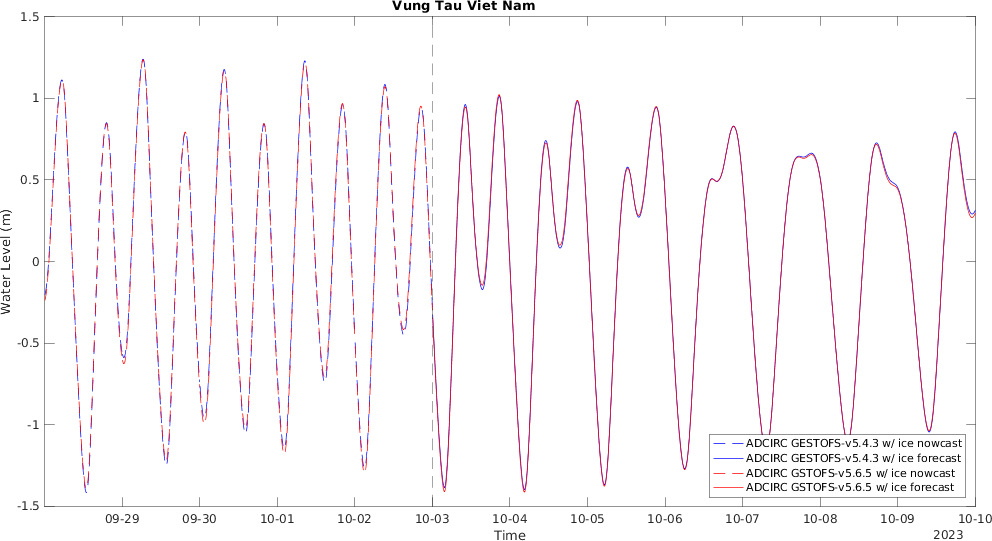 Vung Tau Viet Nam
1.5
1
0.5
0
-0.5
-1
-1.5
Water Level (m)
ADCIRC GESTOFS-v5.4.3 w/ ice nowcast
ADCIRC GESTOFS-v5.4.3 w/ ice forecast
ADCIRC GSTOFS-v5.6.5 w/ ice nowcast
ADCIRC GSTOFS-v5.6.5 w/ ice forecast
09-29 09-30 10-01 10-02 10-03 10-04 10-05 10-06 10-07 10-08 10-09 10-10
Time
2023